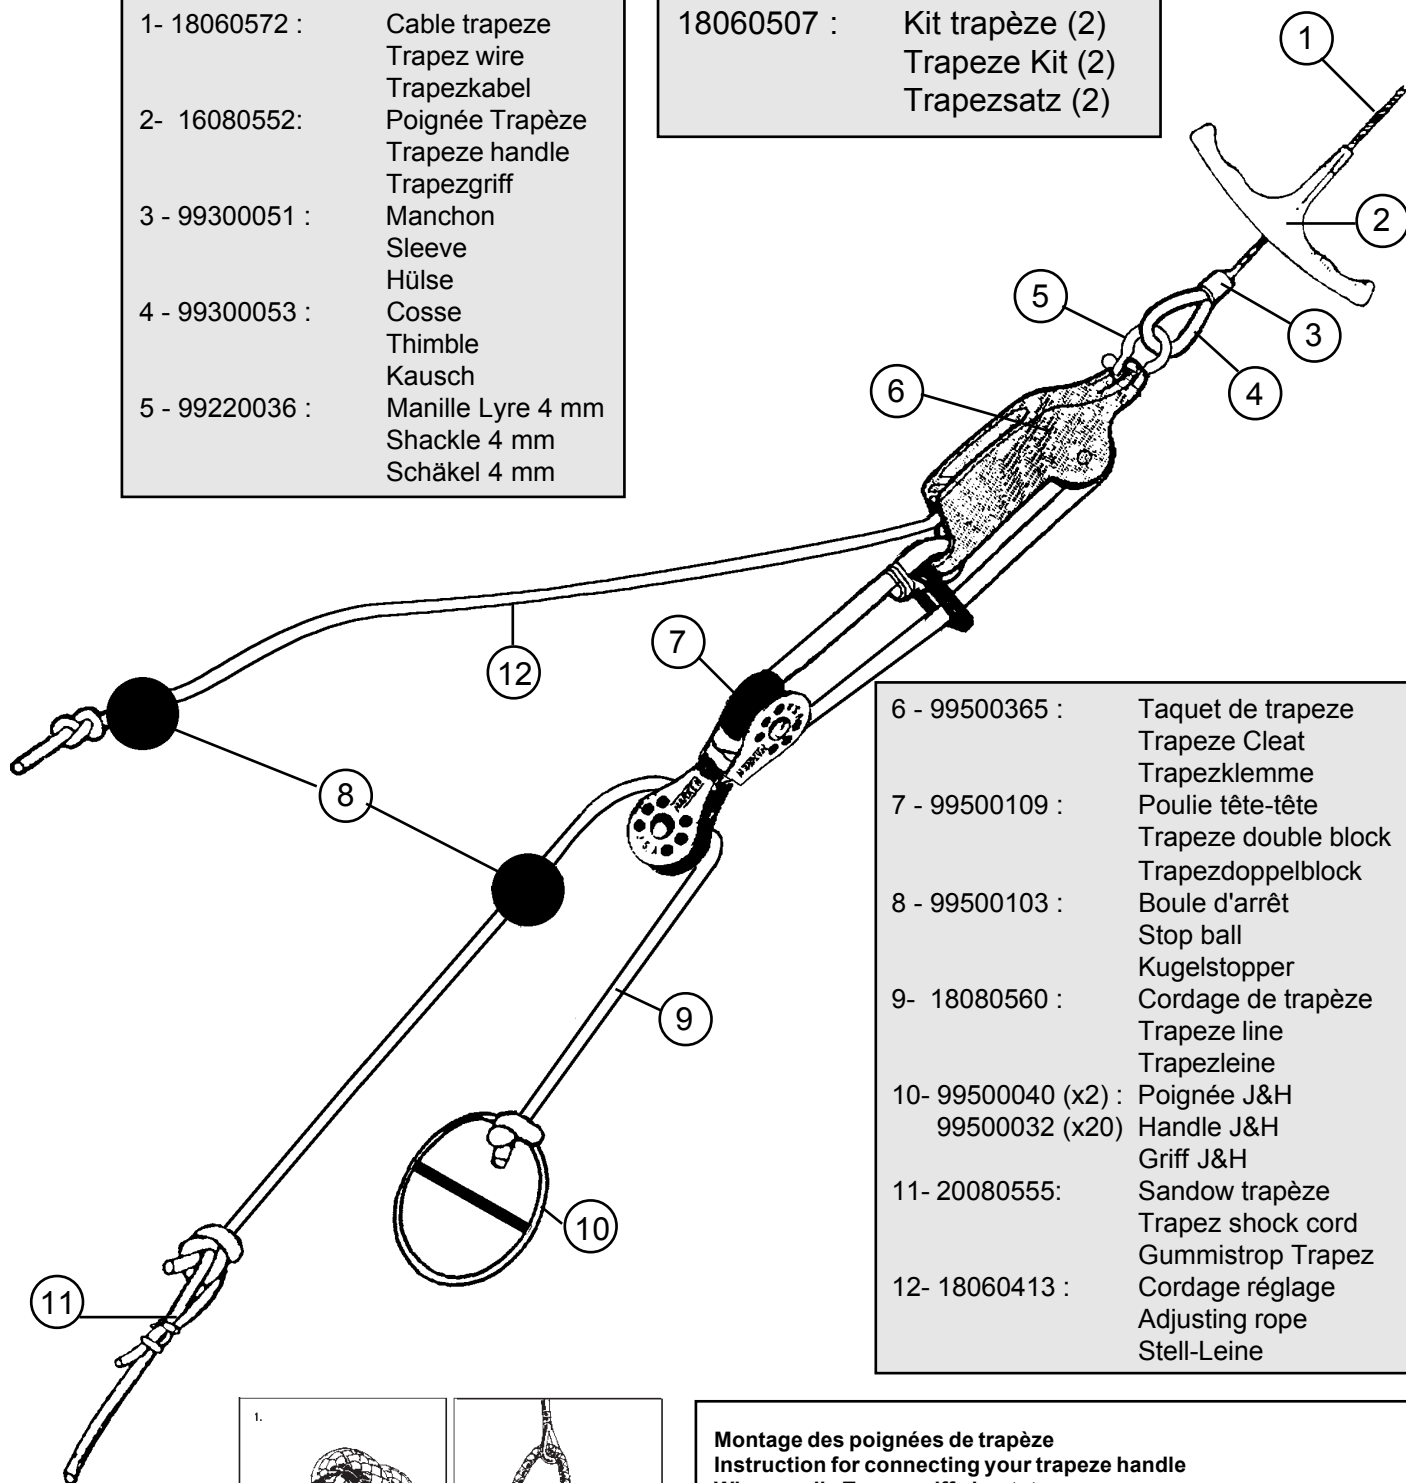 1- 18060572 : Cable trapeze
Trapez wire
Trapezkabel
2- 16080552: Poignée Trapèze
Trapeze handle
Trapezgriff
3 - 99300051 : Manchon
Sleeve
Hülse
4 - 99300053 : Cosse
Thimble
Kausch
5 - 99220036 : Manille Lyre 4 mm
Shackle 4 mm
Schäkel 4 mm
18060507 : Kit trapèze (2)
Trapeze Kit (2)
Trapezsatz (2)
1
2
3
4
5
6
7
8
9
10
11
12
HARKEN
U.S.A
HARKEN
U.S.A
6 - 99500365 : Taquet de trapeze
Trapeze Cleat
Trapezklemme
7 - 99500109 : Poulie tête-tête
Trapeze double block
Trapezdoppelblock
8 - 99500103 : Boule d'arrêt
Stop ball
Kugelstopper
9- 18080560 : Cordage de trapèze
Trapeze line
Trapezleine
10- 99500040 (x2) : Poignée J&H
99500032 (x20) Handle J&H
Griff J&H
11- 20080555: Sandow trapèze
Trapez shock cord
Gummistrop Trapez
12- 18060413 : Cordage réglage
Adjusting rope
Stell-Leine
1.
Montage des poignées de trapèze
Instruction for connecting your trapeze handle